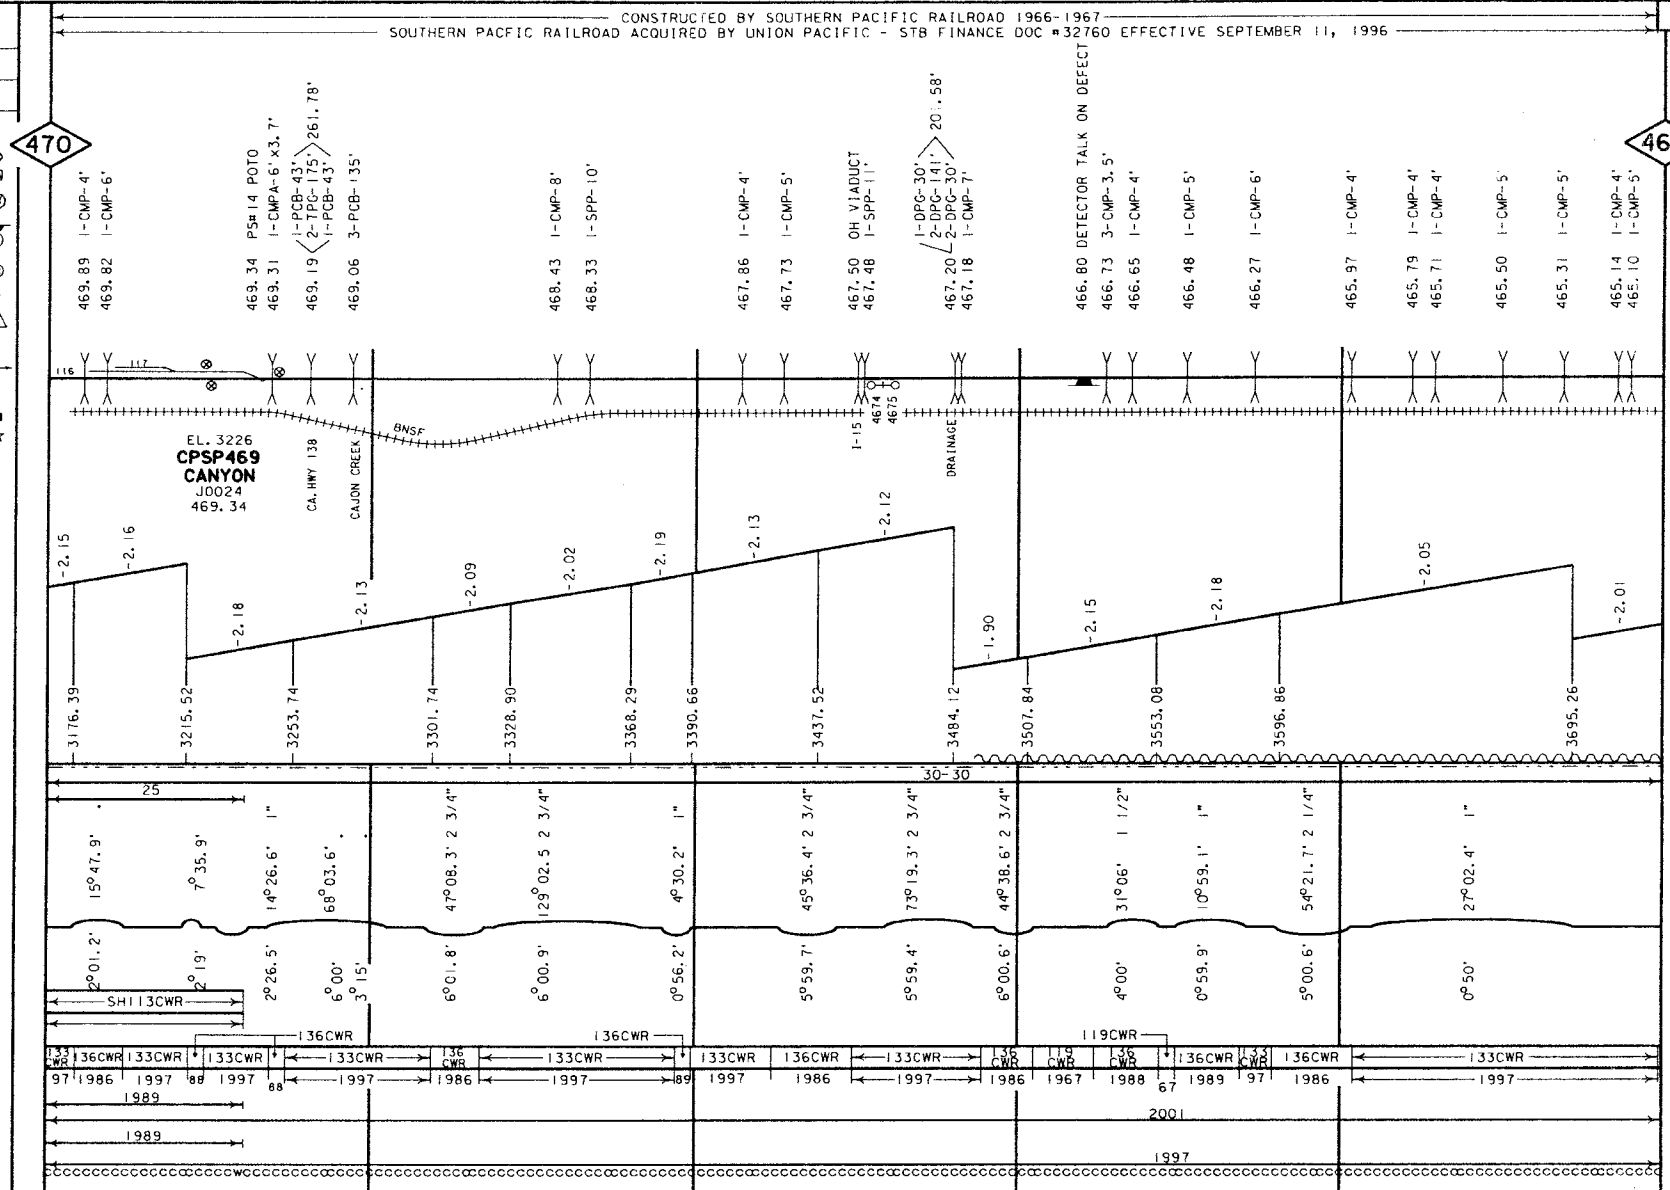 CONSTRUCTED BY SOUTHERN PACIFIC RAILROAD 1966-1967
SOUTHERN PACFIC RAILROAD ACQUIRED BY UNION PACIFIC - STB FINANCE DOC #32760 EFFECTIVE SEPTEMBER 11, 1996
470
46
469.89 1-CMP-4'
469.82 1-CMP-6'
469.34 PS#14 POTO
469.31 1-CMPA-6'x3.7'
469.19 1-PCB-43' 2-TPG-175' 1-PCB-43' 261.78'
469.06 3-PCB-135'
468.43 1-CMP-8'
468.33 1-SPP-10'
467.86 1-CMP-4'
467.73 1-CMP-5'
467.50 OH VIADUCT
467.48 1-SPP-11'
467.20 1-DPG-30' 2-DPG-141' 2-DPG-30' 201.58'
467.18 1-CMP-7'
466.80 DETECTOR TALK ON DEFECT
466.73 3-CMP-3.5'
466.65 1-CMP-4'
466.48 1-CMP-5'
466.27 1-CMP-6'
465.97 1-CMP-4'
465.79 1-CMP-4'
465.71 1-CMP-4'
465.50 1-CMP-5'
465.31 1-CMP-5'
465.14 1-CMP-4'
465.10 1-CMP-5'
116
117
BNSF
EL. 3226
CPSP469
CANYON
J0024
469.34
CA.HWY 138
CAJON CREEK
I-15
4674
4675
DRAINAGE
-2.15
-2.16
-2.18
-2.13
-2.09
-2.02
-2.19
-2.13
-2.12
-1.90
-2.15
-2.18
-2.05
-2.01
3176.39
3215.52
3253.74
3301.74
3328.90
3368.29
3390.66
3437.52
3484.12
3507.84
3553.08
3596.86
3695.26
30-30
25
15°47.9'
7°35.9'
14°26.6' 1"
68°03.6'
47°08.3' 2 3/4"
129°02.5 2 3/4"
4°30.2' 1"
45°36.4' 2 3/4"
73°19.3' 2 3/4"
44°38.6' 2 3/4"
31°06' 1 1/2"
10°59.1' 1"
54°21.7' 2 1/4"
27°02.4' 1"
2°01.2'
2°19'
2°26.5'
6°00'
3°15'
6°01.8'
6°00.9'
0°56.2'
5°59.7'
5°59.4'
6°00.6'
4°00'
0°59.9'
5°00.6'
0°50'
SH113CWR
136CWR
136CWR
119CWR
133 CWR 136CWR 133CWR 133CWR 133CWR 136 CWR 133CWR 133CWR 136CWR 133CWR 136 CWR 119 CWR 136 CWR 136CWR 133 CWR 136CWR 133CWR
97 1986 1997 88 1997 88 1997 1986 1997 89 1997 1986 1997 1986 1967 1988 67 1989 97 1986 1997
1989
2001
1989
1997